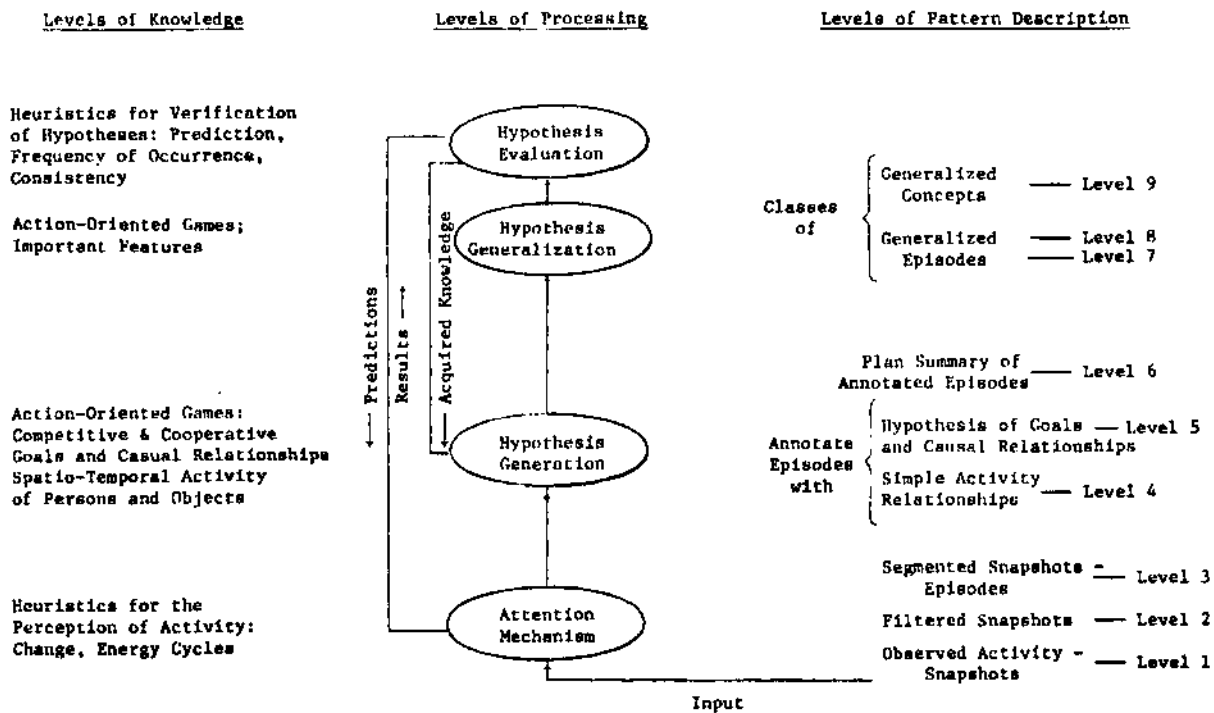 Levels of Knowledge
Levels of Processing
Levels of Pattern Description
Heuristics for Verification
of Hypotheses: Prediction,
Frequency of Occurrence,
Consistency
Action-Oriented Games;
Important Features
Action-Oriented Games:
Competitive & Cooperative
Goals and Casual Relationships
Spatio-Temporal Activity
of Persons and Objects
Heuristics for the
Perception of Activity:
Change, Energy Cycles
Hypothesis
Evaluation
Hypothesis
Generalization
Predictions
Results
Acquired Knowledge
Hypothesis
Generation
Attention
Mechanism
Input
Classes
of
Generalized
Concepts
Level 9
Generalized
Episodes
Level 8
Level 7
Plan Summary of
Annotated Episodes
Level 6
Annotate
Episodes
with
Hypothesis of Goals
and Causal Relationships
Level 5
Simple Activity
Relationships
Level 4
Segmented Snapshots -
Episodes
Level 3
Filtered Snapshots
Level 2
Observed Activity -
Snapshots
Level 1